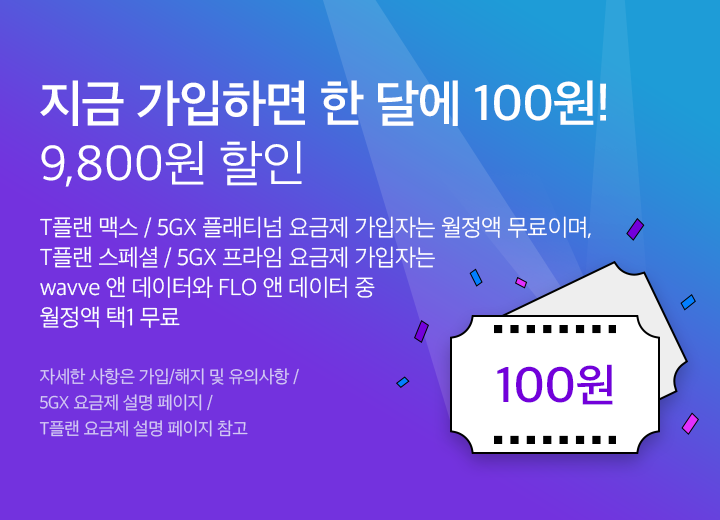 지금 가입하면 한 달에 100원!
9,800원 할인
T플랜 맥스 / 5GX 플래티넘 요금제 가입자는 월정액 무료이며,
T플랜 스페셜 / 5GX 프라임 요금제 가입자는
wavve 앤 데이터와 FLO 앤 데이터 중
월정액 택1 무료
자세한 사항은 가입/해지 및 유의사항 /
5GX 요금제 설명 페이지 /
T플랜 요금제 설명 페이지 참고
100원